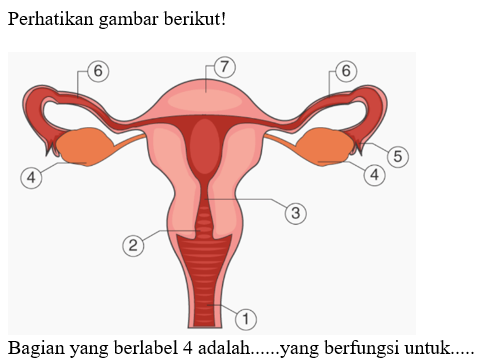 Perhatikan gambar berikut!
6 7 6
4 4 5
3
2
1
Bagian yang berlabel 4 adalah......yang berfungsi untuk.....